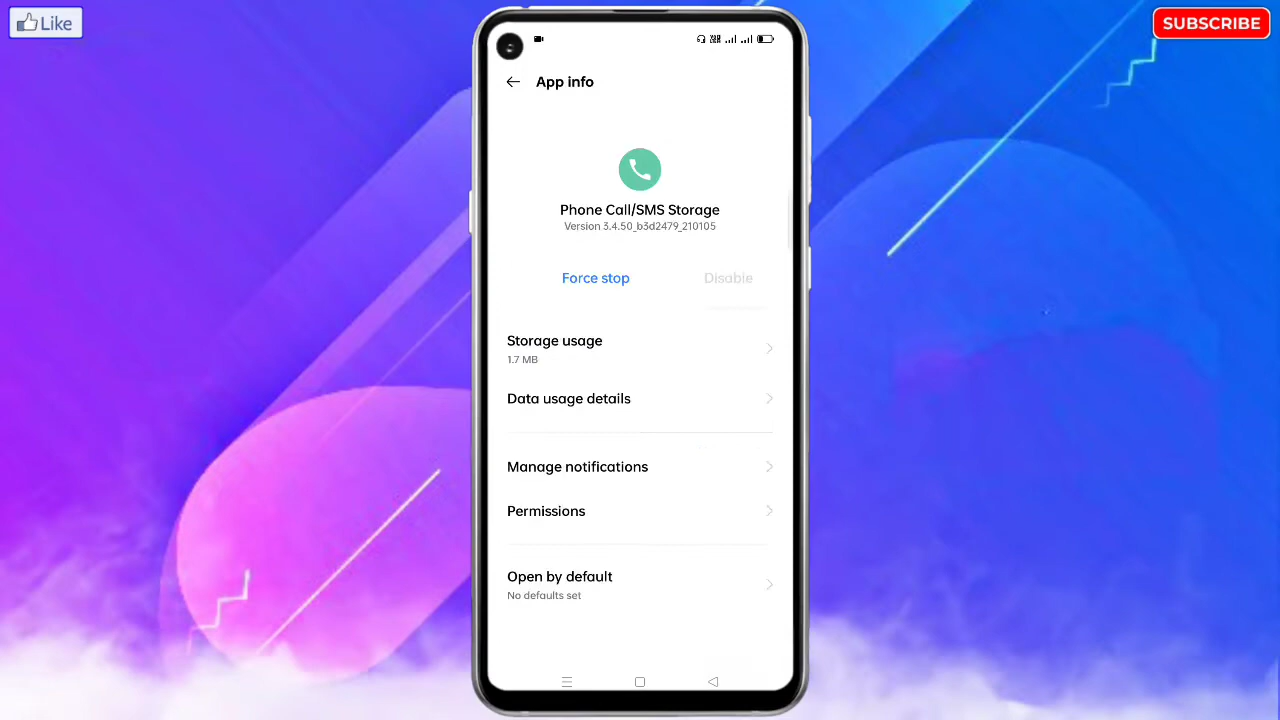 Like
SUBSCRIBE
App info
Phone Call/SMS Storage
Version 3.4.50_b3d2479_210105
Force stop
Disable
Storage usage
1.7 MB
Data usage details
Manage notifications
Permissions
Open by default
No defaults set